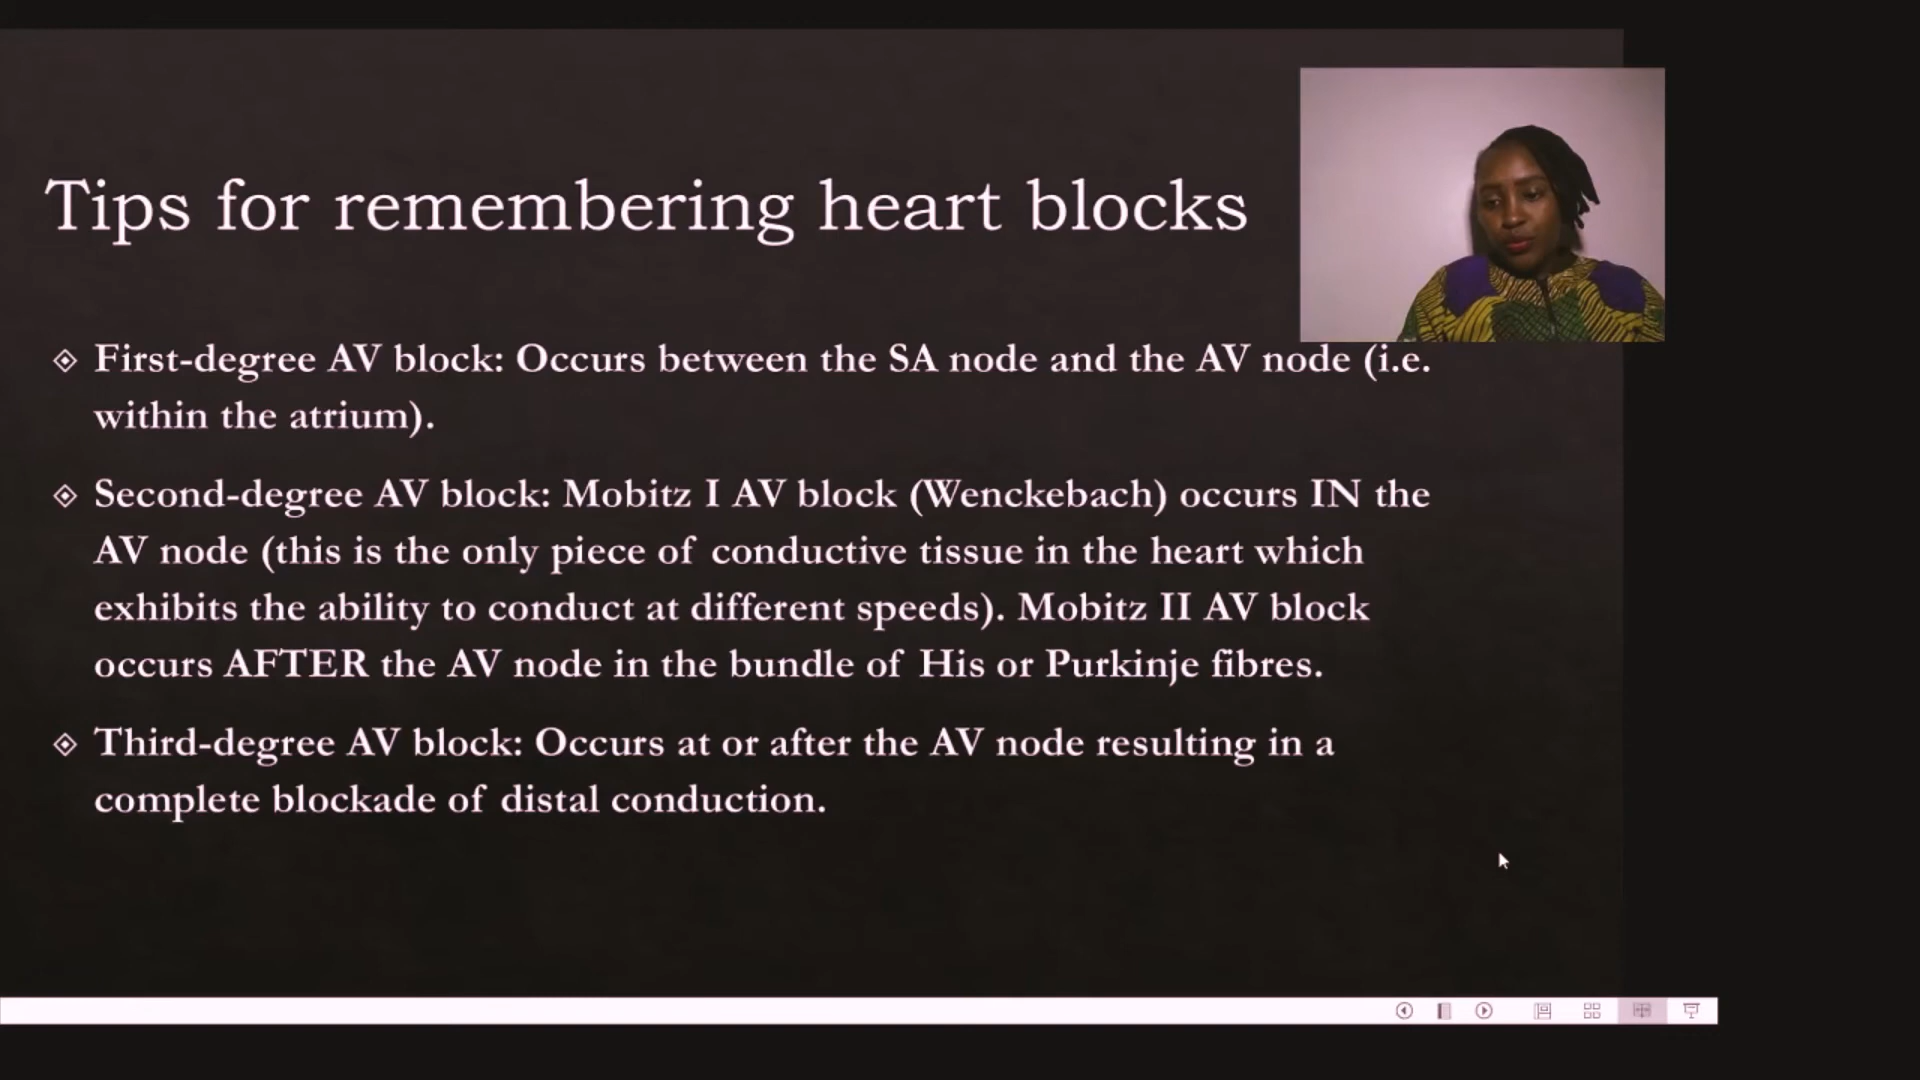 Tips for remembering heart blocks
First-degree AV block: Occurs between the SA node and the AV node (i.e.
within the atrium).
Second-degree AV block: Mobitz I AV block (Wenckebach) occurs IN the
AV node (this is the only piece of conductive tissue in the heart which
exhibits the ability to conduct at different speeds). Mobitz II AV block
occurs AFTER the AV node in the bundle of His or Purkinje fibres.
Third-degree AV block: Occurs at or after the AV node resulting in a
complete blockade of distal conduction.